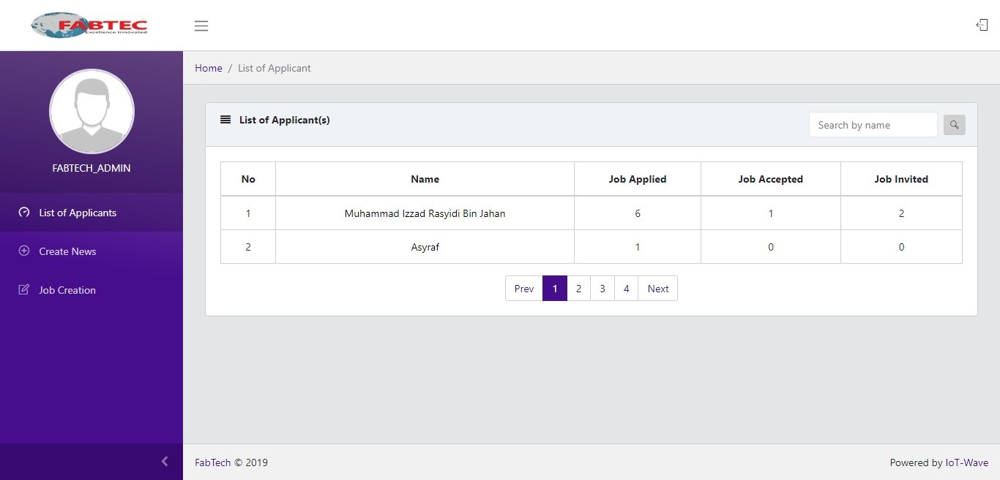 FABTEC
Excellence Innovated
FABTECH_ADMIN
List of Applicants
Create News
Job Creation
Home / List of Applicant
List of Applicant(s)
Search by name
No Name Job Applied Job Accepted Job Invited
1 Muhammad Izzad Rasyidi Bin Jahan 6 1 2
2 Asyraf 1 0 0
Prev 1 2 3 4 Next
FabTech © 2019 Powered by IoT-Wave